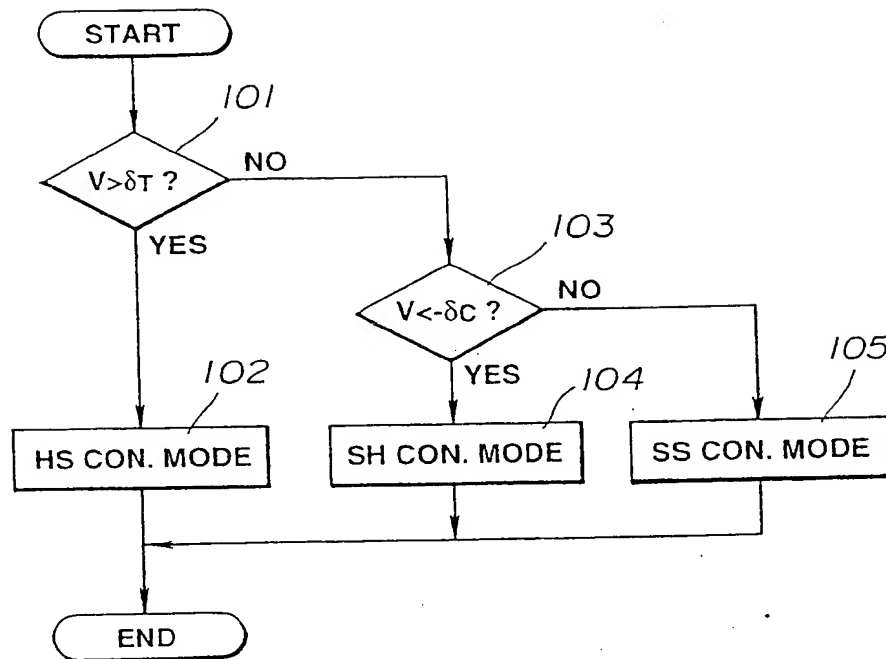 START
101
V>δT ?
NO
YES
103
V<-δC ?
NO
YES
102
104
105
HS CON. MODE
SH CON. MODE
SS CON. MODE
END